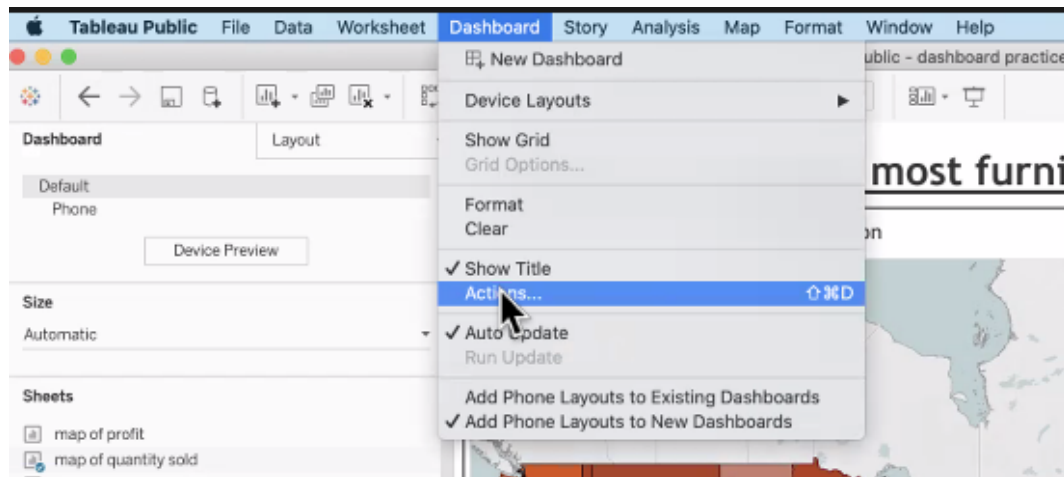 Tableau Public File Data Worksheet Dashboard Story Analysis Map Format Window Help
New Dashboard
ublic - dashboard practice
Device Layouts
Dashboard
Layout
Show Grid
Grid Options...
most furni
Default
Phone
Format
Clear
on
Device Preview
Show Title
Actions... ⇧⌘D
Size
Automatic
Auto Update
Run Update
Sheets
Add Phone Layouts to Existing Dashboards
Add Phone Layouts to New Dashboards
map of profit
map of quantity sold